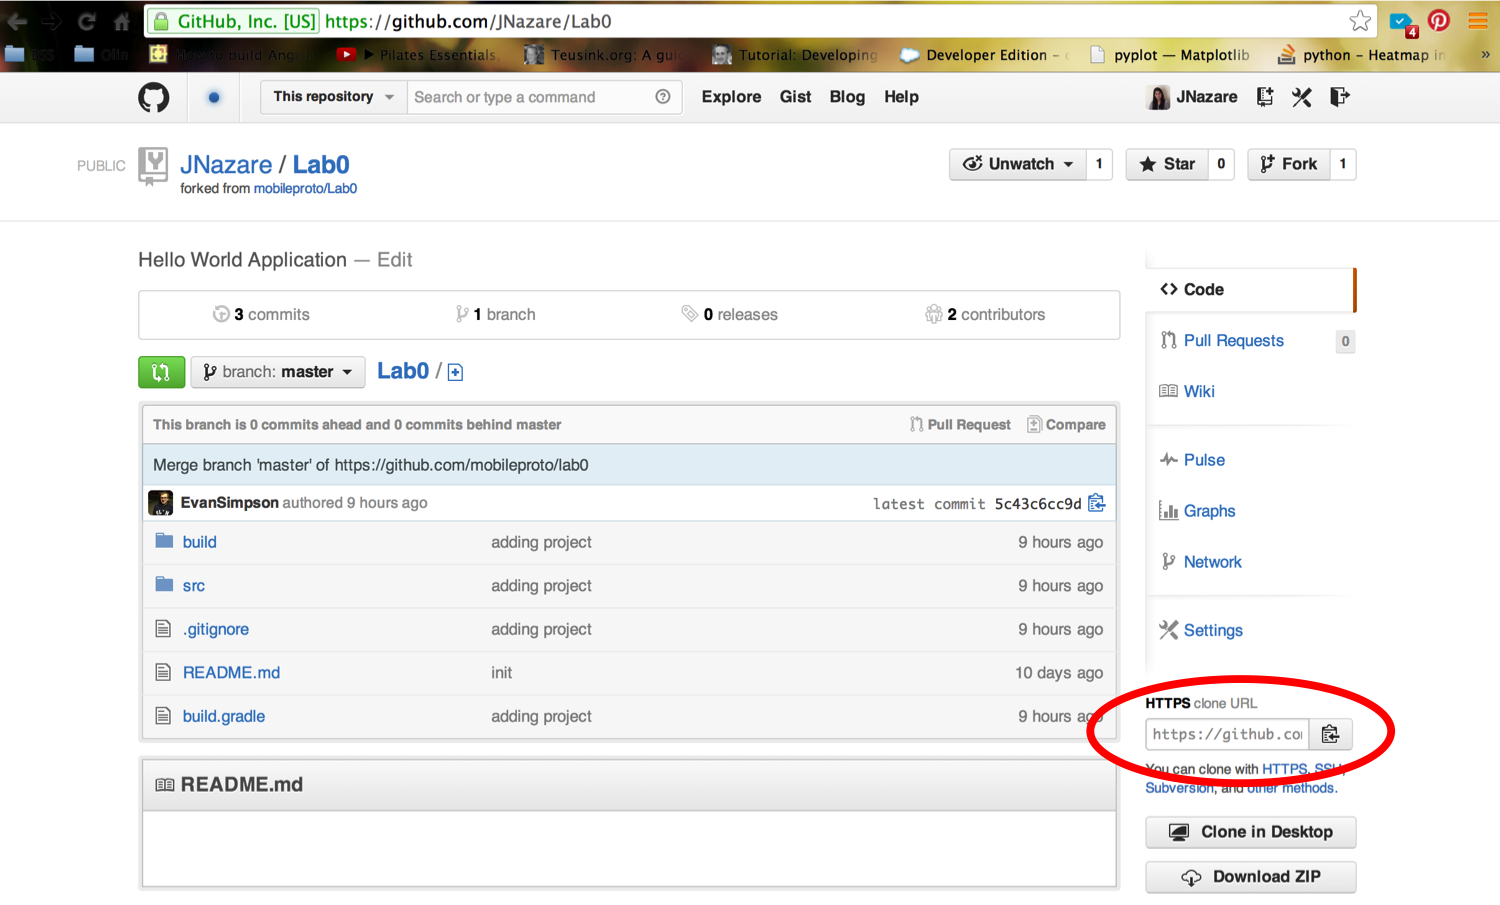 GitHub, Inc. [US] https://github.com/JNazare/Lab0
4
BSS Olin How to build Ang Pilates Essentials, Teusink.org: A guid Tutorial: Developing Developer Edition – pyplot — Matplotlib python – Heatmap in »
This repository Search or type a command Explore Gist Blog Help JNazare
PUBLIC JNazare / Lab0 Unwatch 1 Star 0 Fork 1
forked from mobileproto/Lab0
Hello World Application — Edit
Code
3 commits 1 branch 0 releases 2 contributors
Pull Requests 0
branch: master Lab0 /
Wiki
This branch is 0 commits ahead and 0 commits behind master Pull Request Compare
Merge branch 'master' of https://github.com/mobileproto/lab0
Pulse
EvanSimpson authored 9 hours ago latest commit 5c43c6cc9d
Graphs
build adding project 9 hours ago
Network
src adding project 9 hours ago
.gitignore adding project 9 hours ago
Settings
README.md init 10 days ago
HTTPS clone URL
build.gradle adding project 9 hours ago
https://github.co
You can clone with HTTPS, SSH,
Subversion, and other methods.
README.md
Clone in Desktop
Download ZIP